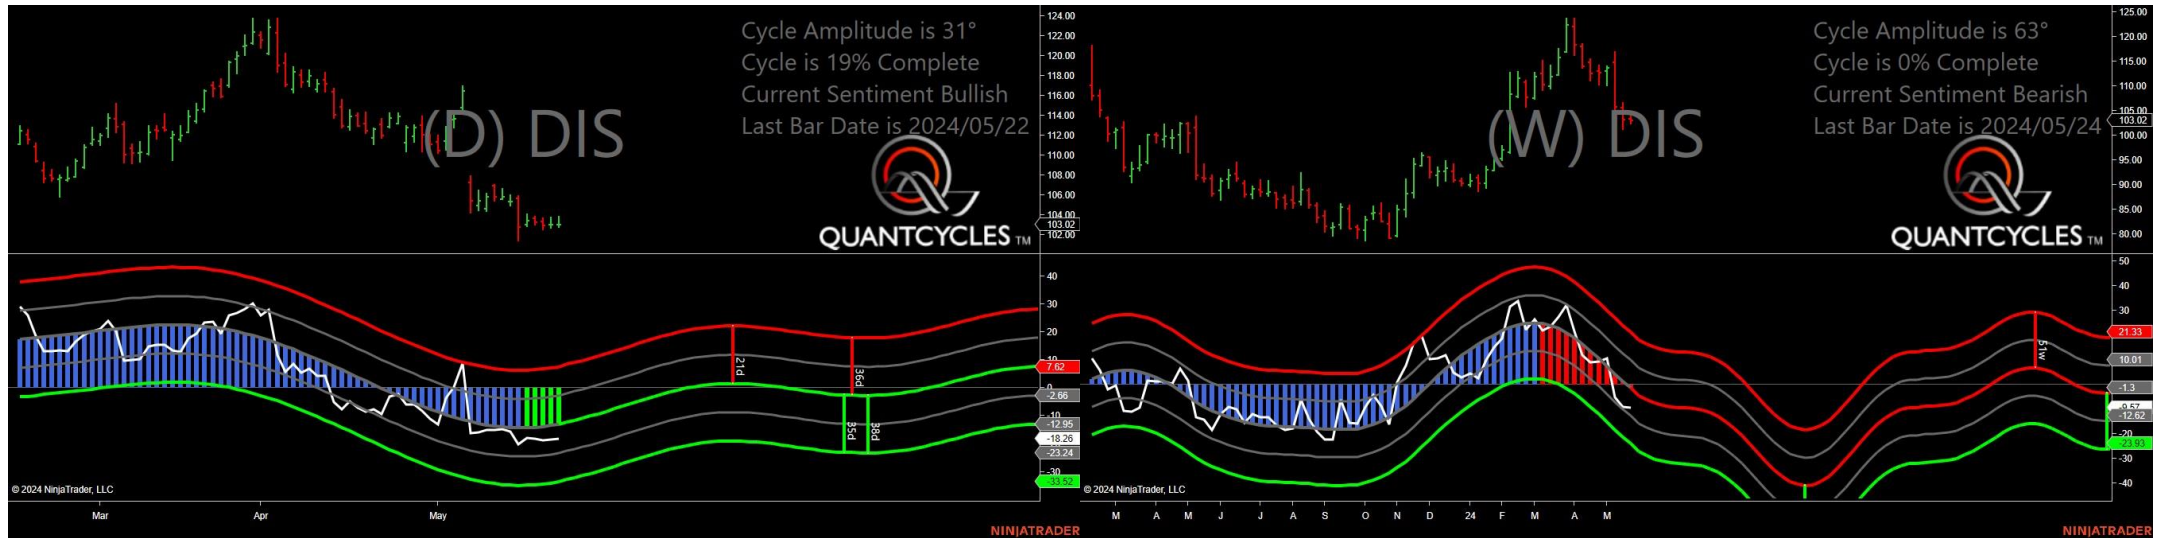 Cycle Amplitude is 31°
Cycle is 19% Complete
Current Sentiment Bullish
Last Bar Date is 2024/05/22
(D) DIS
QUANTCYCLES TM
124.00
122.00
120.00
118.00
116.00
114.00
112.00
110.00
108.00
106.00
104.00
103.02
102.00
40
30
20
10
7.62
0
-2.66
-10
-12.95
-18.26
-23.24
-30
-33.52
21d
36d
35d
38d
© 2024 NinjaTrader, LLC
Mar Apr May
NINJATRADER
Cycle Amplitude is 63°
Cycle is 0% Complete
Current Sentiment Bearish
Last Bar Date is 2024/05/24
(W) DIS
QUANTCYCLES TM
125.00
120.00
115.00
110.00
105.00
103.02
100.00
95.00
90.00
85.00
80.00
50
40
30
21.33
10.01
-1.3
-9.57
-12.62
-20
-23.93
-30
-40
51w
© 2024 NinjaTrader, LLC
M A M J J A S O N D 24 F M A M
NINJATRADER